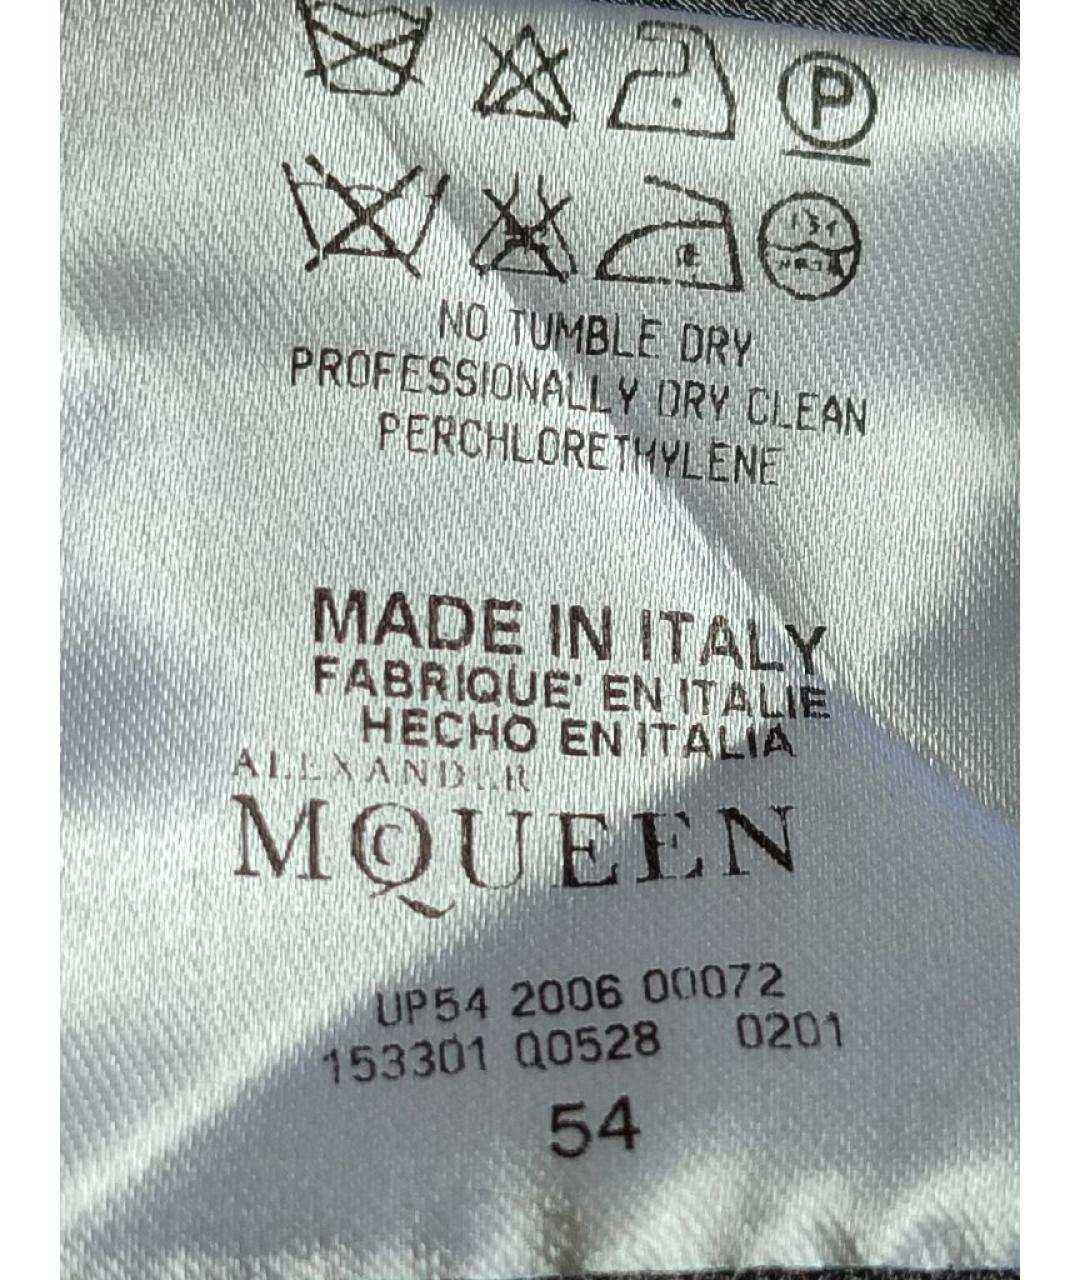 P
NO TUMBLE DRY
PROFESSIONALLY DRY CLEAN
PERCHLORETHYLENE
MADE IN ITALY
FABRIQUE' EN ITALIE
HECHO EN ITALIA
ALEXANDER
MQUEEN
UP54 2006 00072
153301 Q0528 0201
54